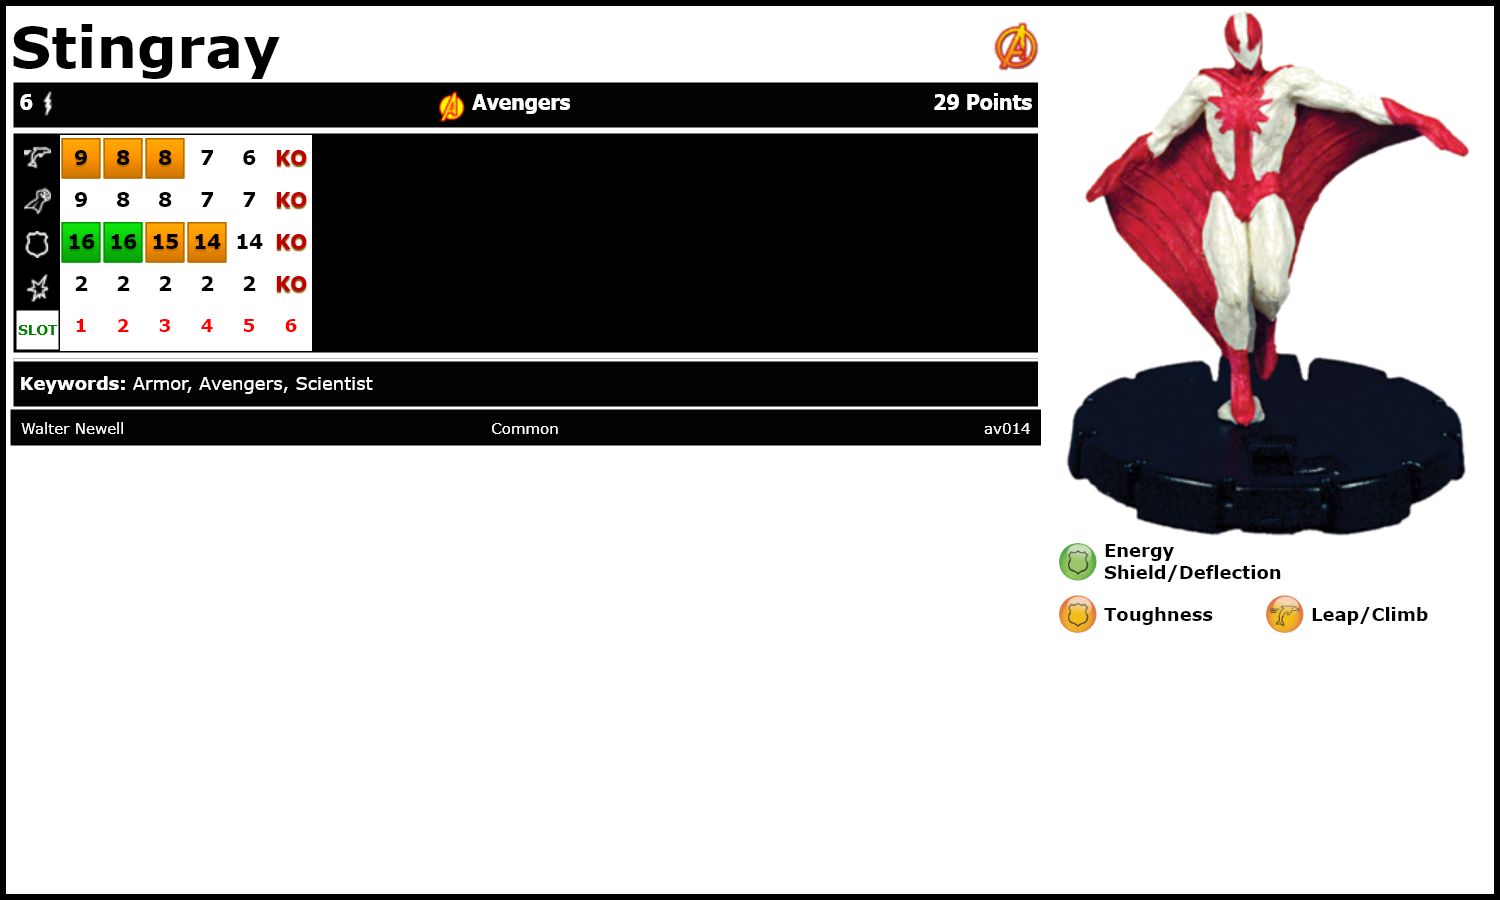 Stingray
6 Avengers 29 Points
9 8 8 7 6 KO
9 8 8 7 7 KO
16 16 15 14 14 KO
2 2 2 2 2 KO
SLOT 1 2 3 4 5 6
Keywords: Armor, Avengers, Scientist
Walter Newell Common av014
Energy
Shield/Deflection
Toughness Leap/Climb